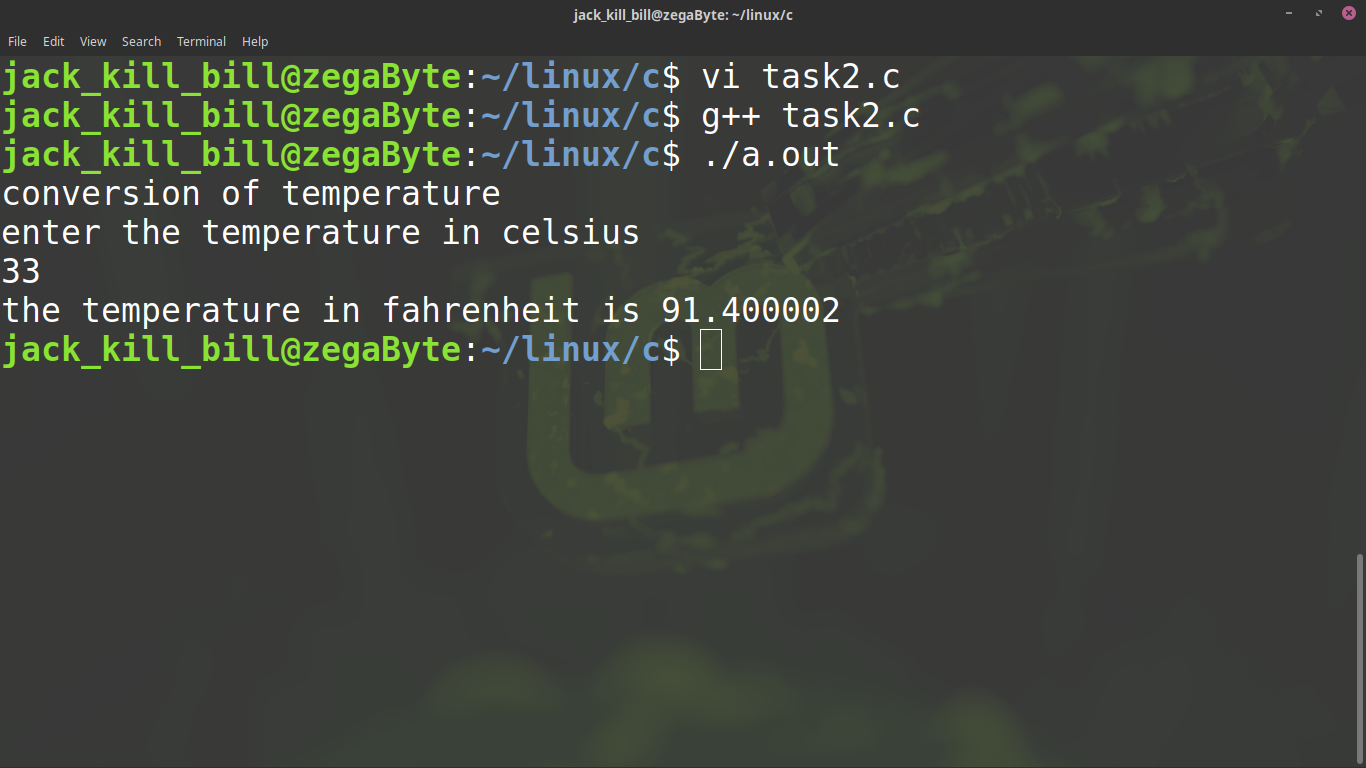 jack_kill_bill@zegaByte: ~/linux/c
File Edit View Search Terminal Help
jack_kill_bill@zegaByte:~/linux/c$ vi task2.c
jack_kill_bill@zegaByte:~/linux/c$ g++ task2.c
jack_kill_bill@zegaByte:~/linux/c$ ./a.out
conversion of temperature
enter the temperature in celsius
33
the temperature in fahrenheit is 91.400002
jack_kill_bill@zegaByte:~/linux/c$